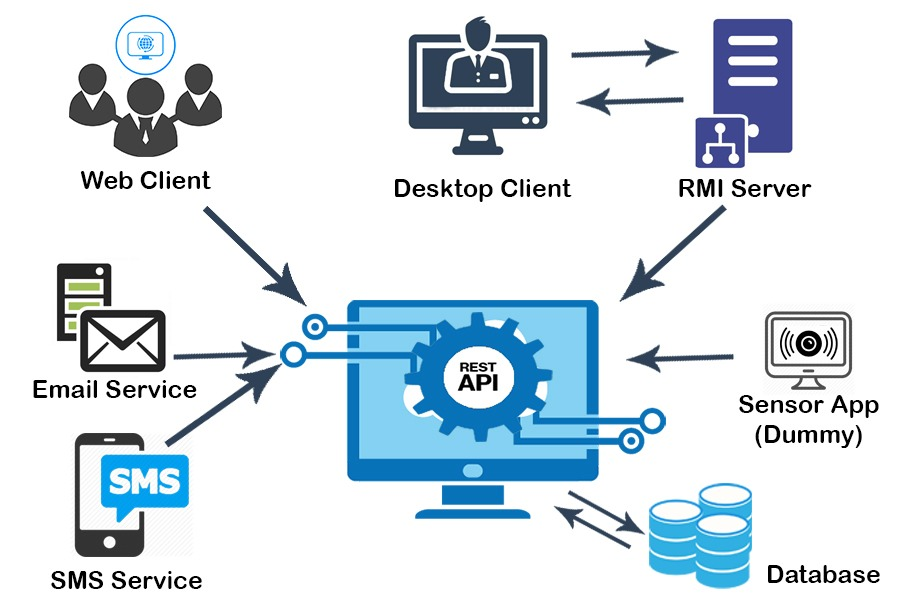 Web Client
Desktop Client
RMI Server
Email Service
REST
API
Sensor App
(Dummy)
SMS
SMS Service
Database